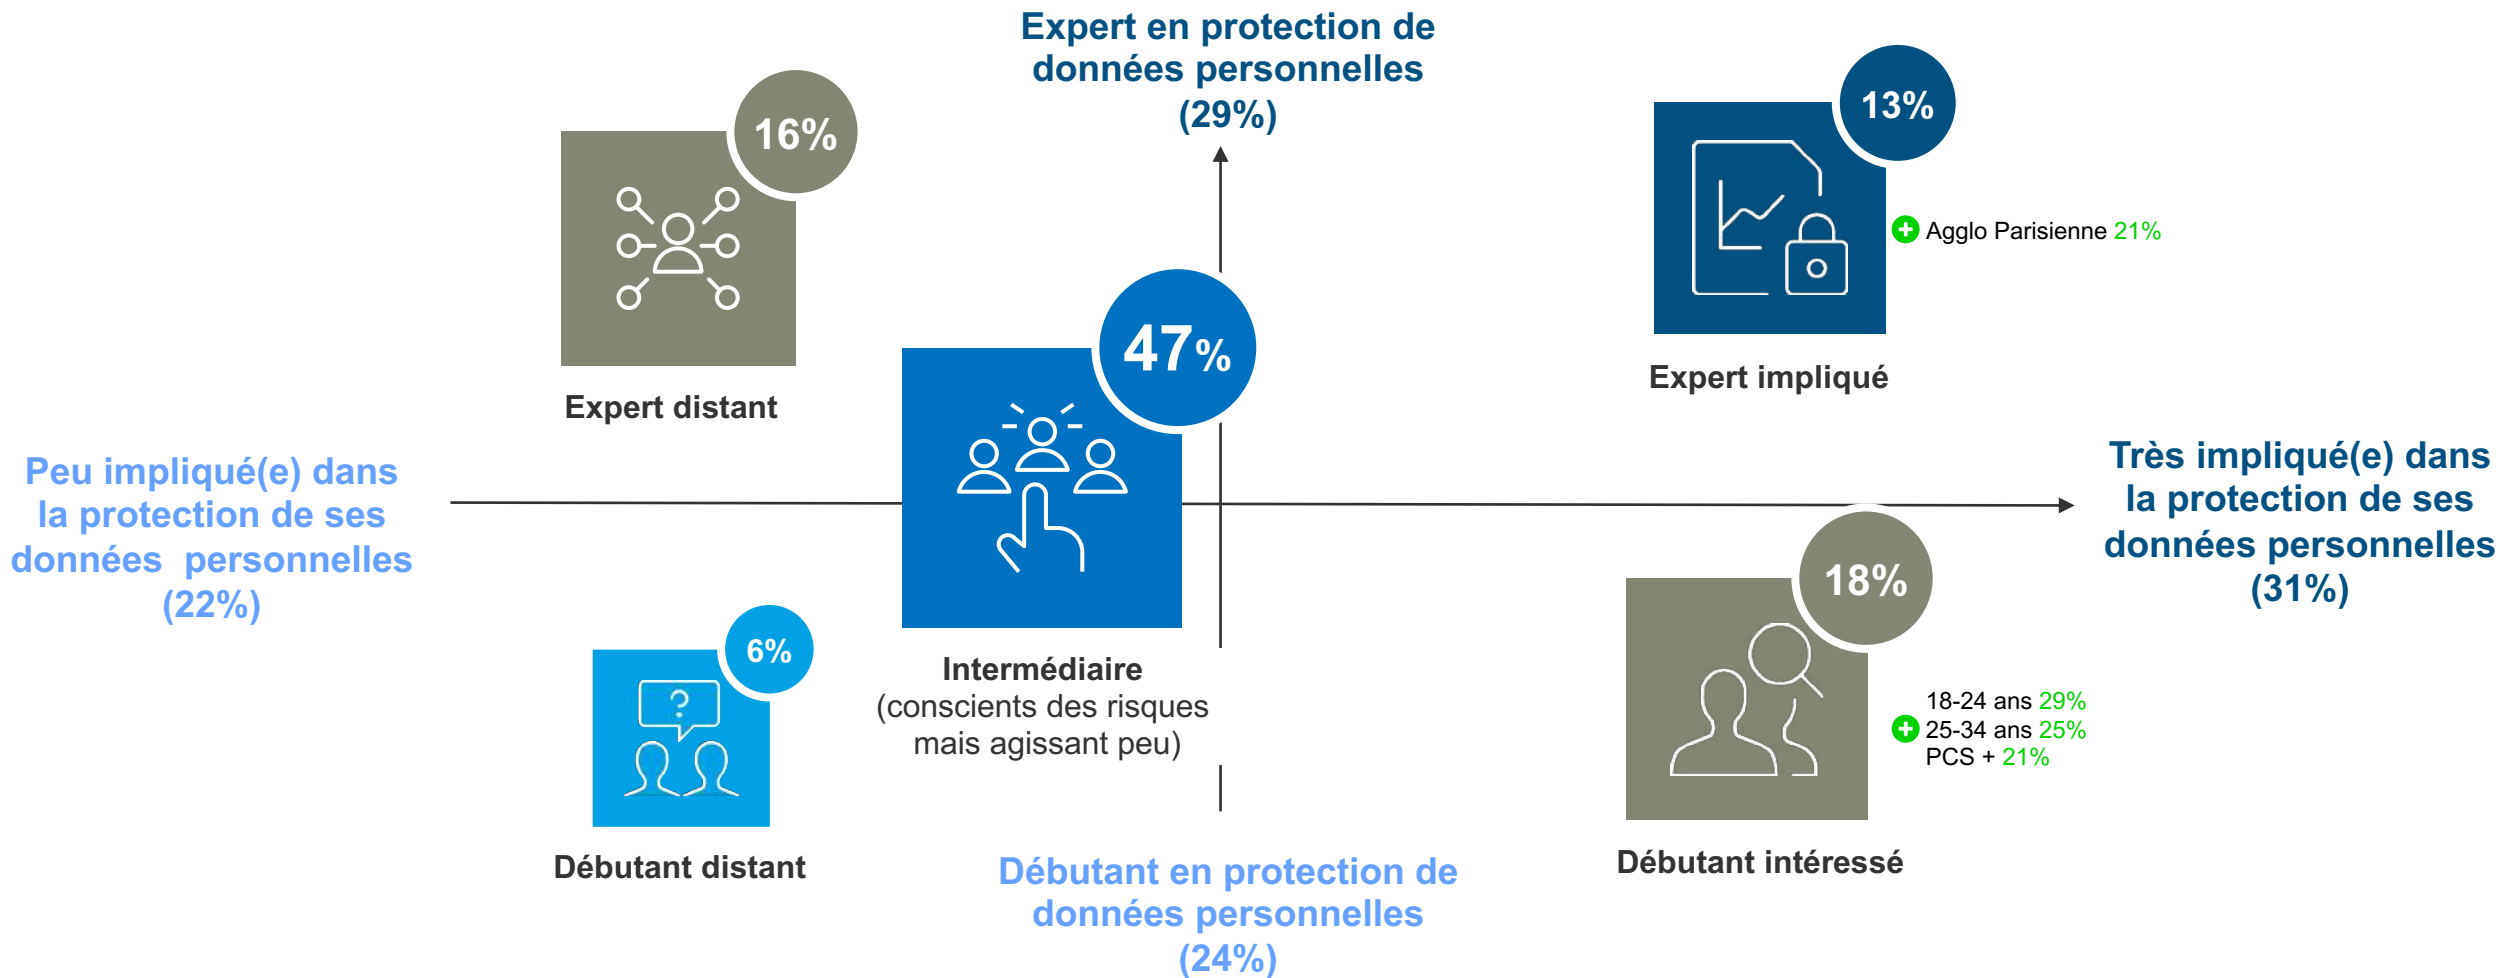 Expert en protection de
données personnelles
(29%)
16%
Expert distant
13%
Agglo Parisienne 21%
Expert impliqué
47%
Peu impliqué(e) dans
la protection de ses
données  personnelles
(22%)
Très impliqué(e) dans
la protection de ses
données personnelles
(31%)
6%
?
Débutant distant
Intermédiaire
(conscients des risques
mais agissant peu)
18%
18-24 ans 29%
25-34 ans 25%
PCS + 21%
Débutant intéressé
Débutant en protection de
données personnelles
(24%)